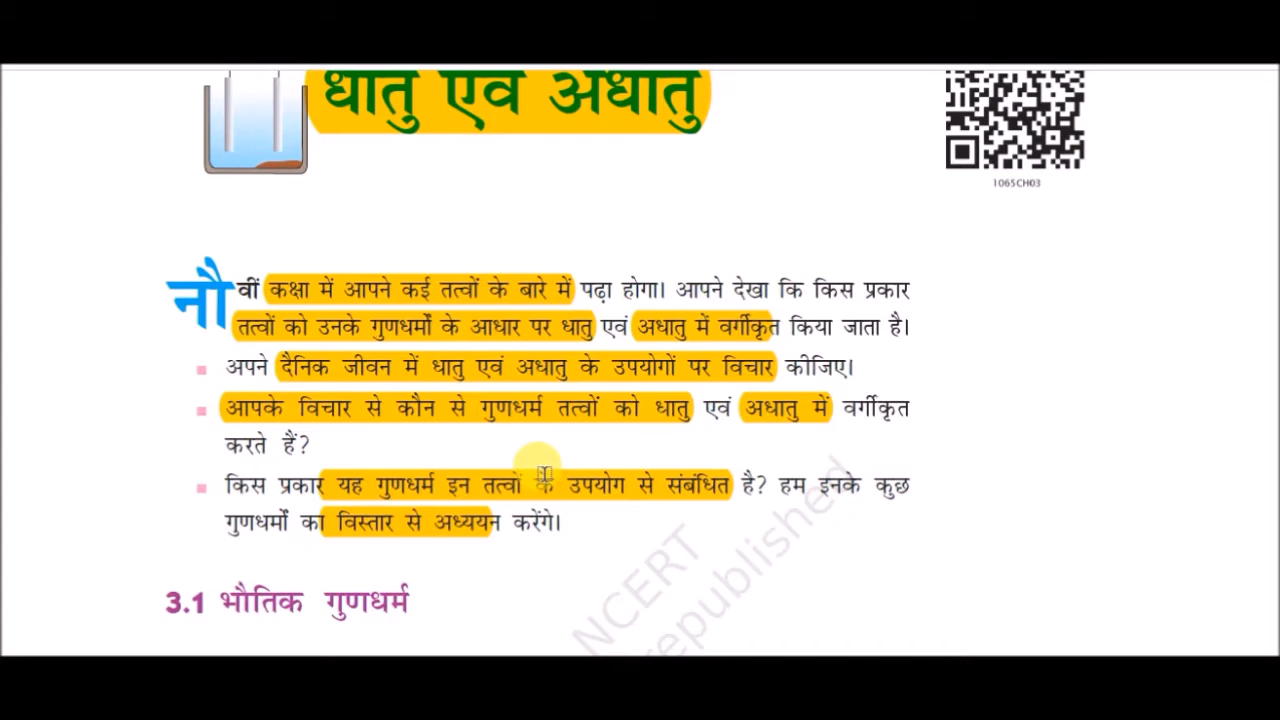 धातु एवं अधातु
1065CH03
नौवीं कक्षा में आपने कई तत्वों के बारे में पढ़ा होगा। आपने देखा कि किस प्रकार
तत्वों को उनके गुणधर्मों के आधार पर धातु एवं अधातु में वर्गीकृत किया जाता है।
■ अपने दैनिक जीवन में धातु एवं अधातु के उपयोगों पर विचार कीजिए।
■ आपके विचार से कौन से गुणधर्म तत्वों को धातु एवं अधातु में वर्गीकृत
करते हैं?
■ किस प्रकार यह गुणधर्म इन तत्वों के उपयोग से संबंधित है? हम इनके कुछ
गुणधर्मों का विस्तार से अध्ययन करेंगे।
3.1 भौतिक गुणधर्म
NCERT
republished